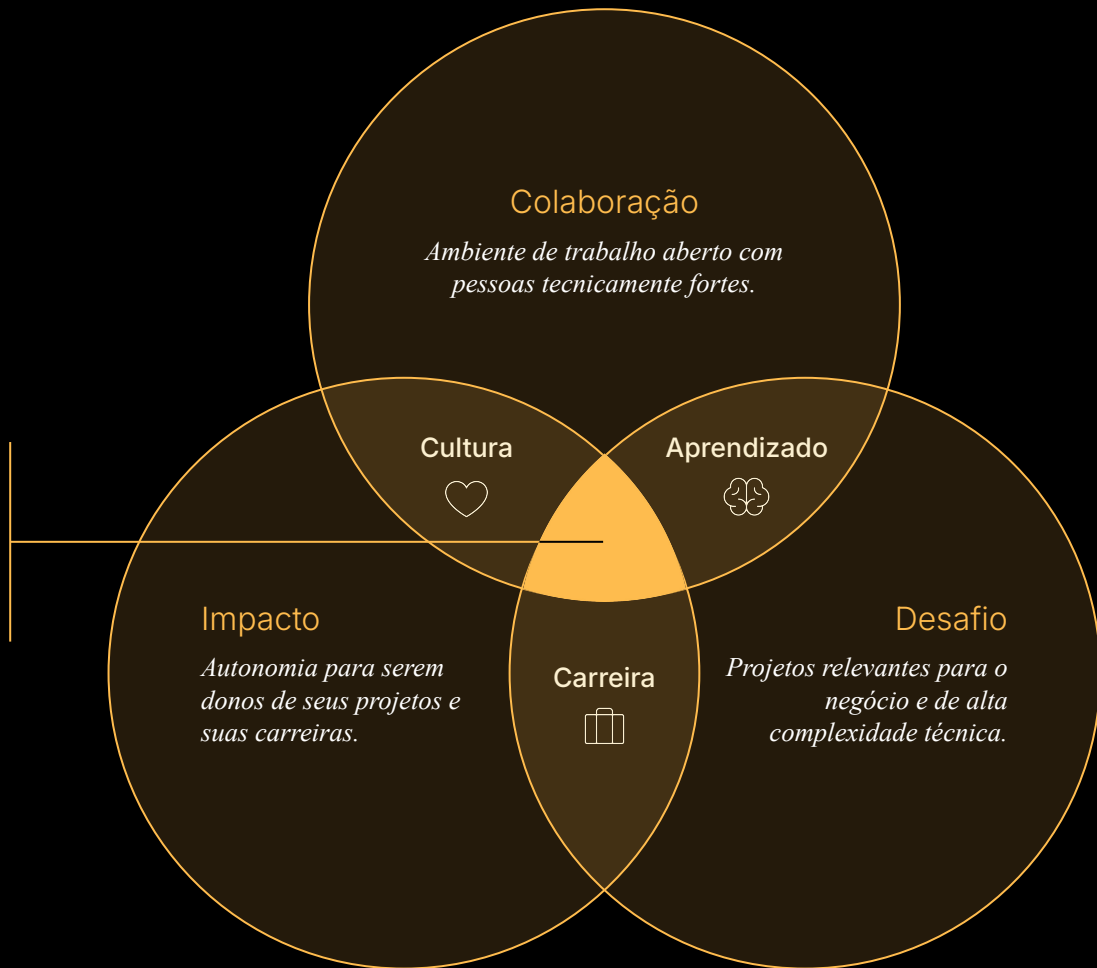 Colaboração
Ambiente de trabalho aberto com
pessoas tecnicamente fortes.
Cultura
Aprendizado
Impacto
Autonomia para serem
donos de seus projetos e
suas carreiras.
Carreira
Desafio
Projetos relevantes para o
negócio e de alta
complexidade técnica.